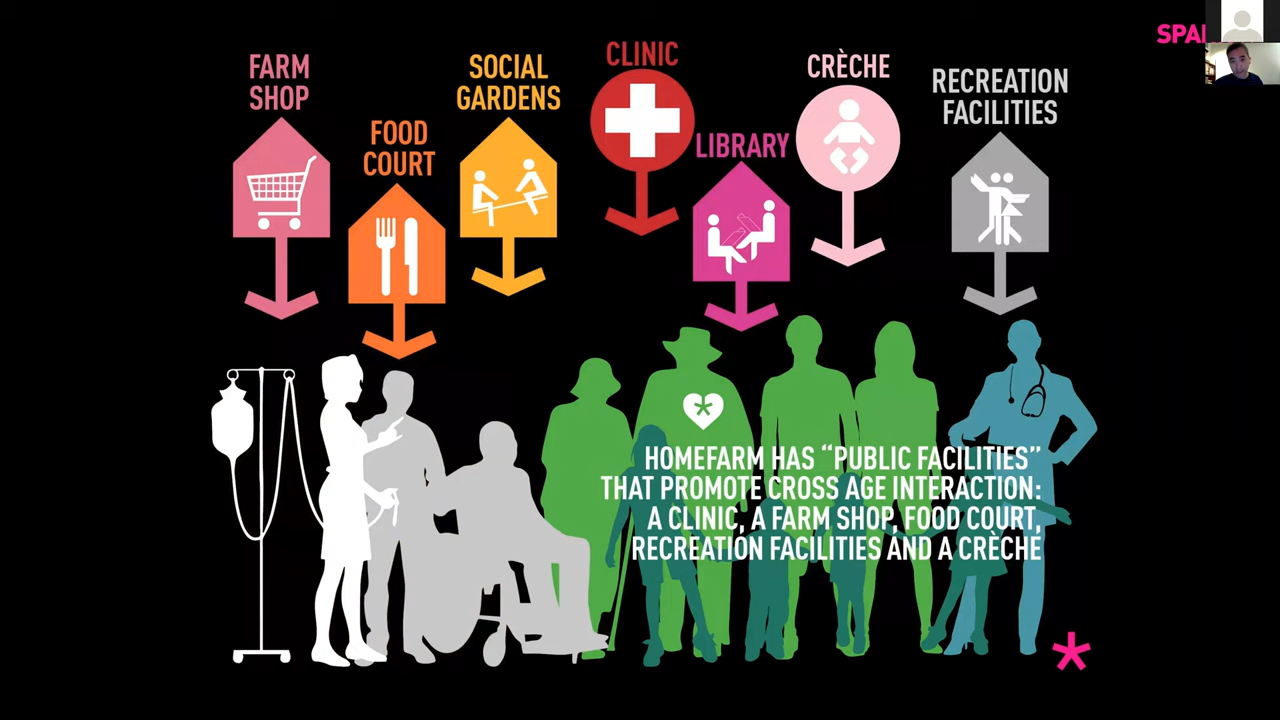 FARM
SHOP
FOOD
COURT
SOCIAL
GARDENS
CLINIC
LIBRARY
CRÈCHE
RECREATION
FACILITIES
HOMEFARM HAS “PUBLIC FACILITIES”
THAT PROMOTE CROSS AGE INTERACTION:
A CLINIC, A FARM SHOP, FOOD COURT,
RECREATION FACILITIES AND A CRÈCHE